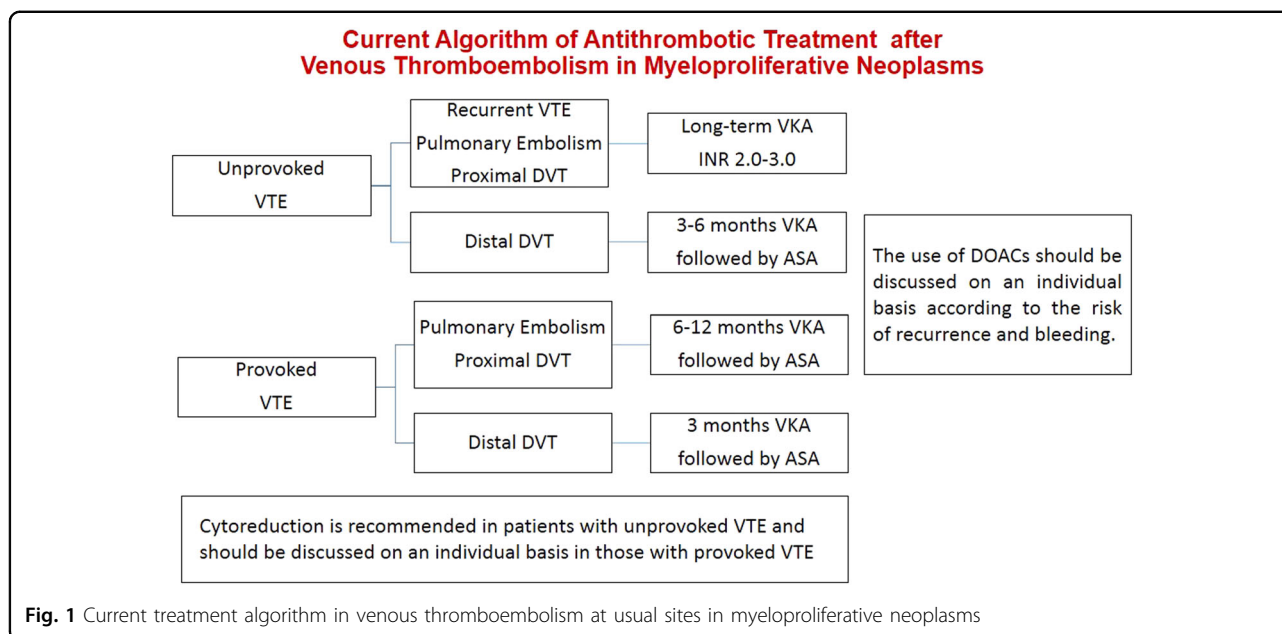 Current Algorithm of Antithrombotic Treatment after
Venous Thromboembolism in Myeloproliferative Neoplasms
Unprovoked
VTE
Recurrent VTE
Pulmonary Embolism
Proximal DVT
Long-term VKA
INR 2.0-3.0
Distal DVT
3-6 months VKA
followed by ASA
Provoked
VTE
Pulmonary Embolism
Proximal DVT
6-12 months VKA
followed by ASA
Distal DVT
3 months VKA
followed by ASA
The use of DOACs should be
discussed on an individual
basis according to the risk
of recurrence and bleeding.
Cytoreduction is recommended in patients with unprovoked VTE and
should be discussed on an individual basis in those with provoked VTE
Fig. 1 Current treatment algorithm in venous thromboembolism at usual sites in myeloproliferative neoplasms